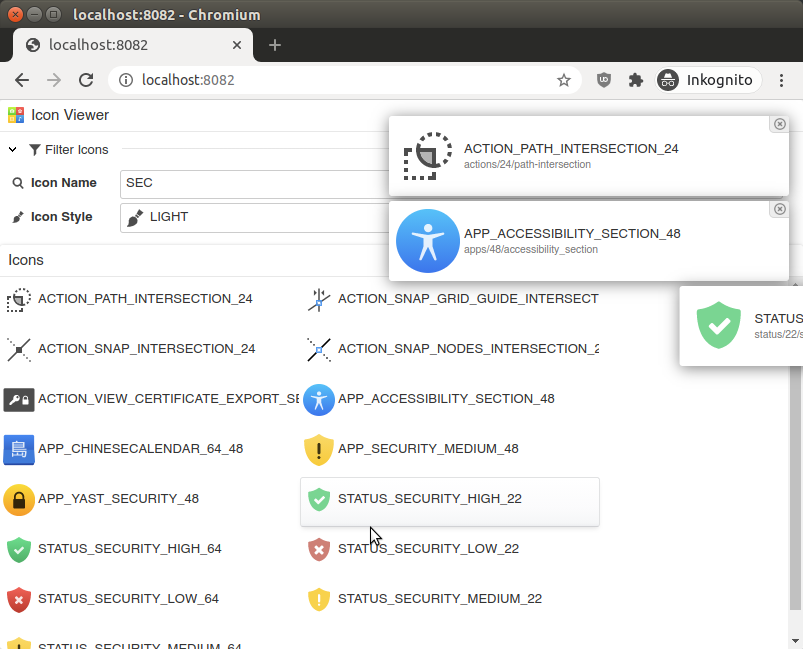 localhost:8082 - Chromium
localhost:8082
localhost:8082
Inkognito
Icon Viewer
Filter Icons
Icon Name
SEC
Icon Style
LIGHT
ACTION_PATH_INTERSECTION_24
actions/24/path-intersection
APP_ACCESSIBILITY_SECTION_48
apps/48/accessibility_section
STATUS
status/22/s
Icons
ACTION_PATH_INTERSECTION_24
ACTION_SNAP_GRID_GUIDE_INTERSECT
ACTION_SNAP_INTERSECTION_24
ACTION_SNAP_NODES_INTERSECTION_2
ACTION_VIEW_CERTIFICATE_EXPORT_SE
APP_ACCESSIBILITY_SECTION_48
島
APP_CHINESECALENDAR_64_48
APP_SECURITY_MEDIUM_48
APP_YAST_SECURITY_48
STATUS_SECURITY_HIGH_22
STATUS_SECURITY_HIGH_64
STATUS_SECURITY_LOW_22
STATUS_SECURITY_LOW_64
STATUS_SECURITY_MEDIUM_22
STATUS_SECURITY_MEDIUM_64